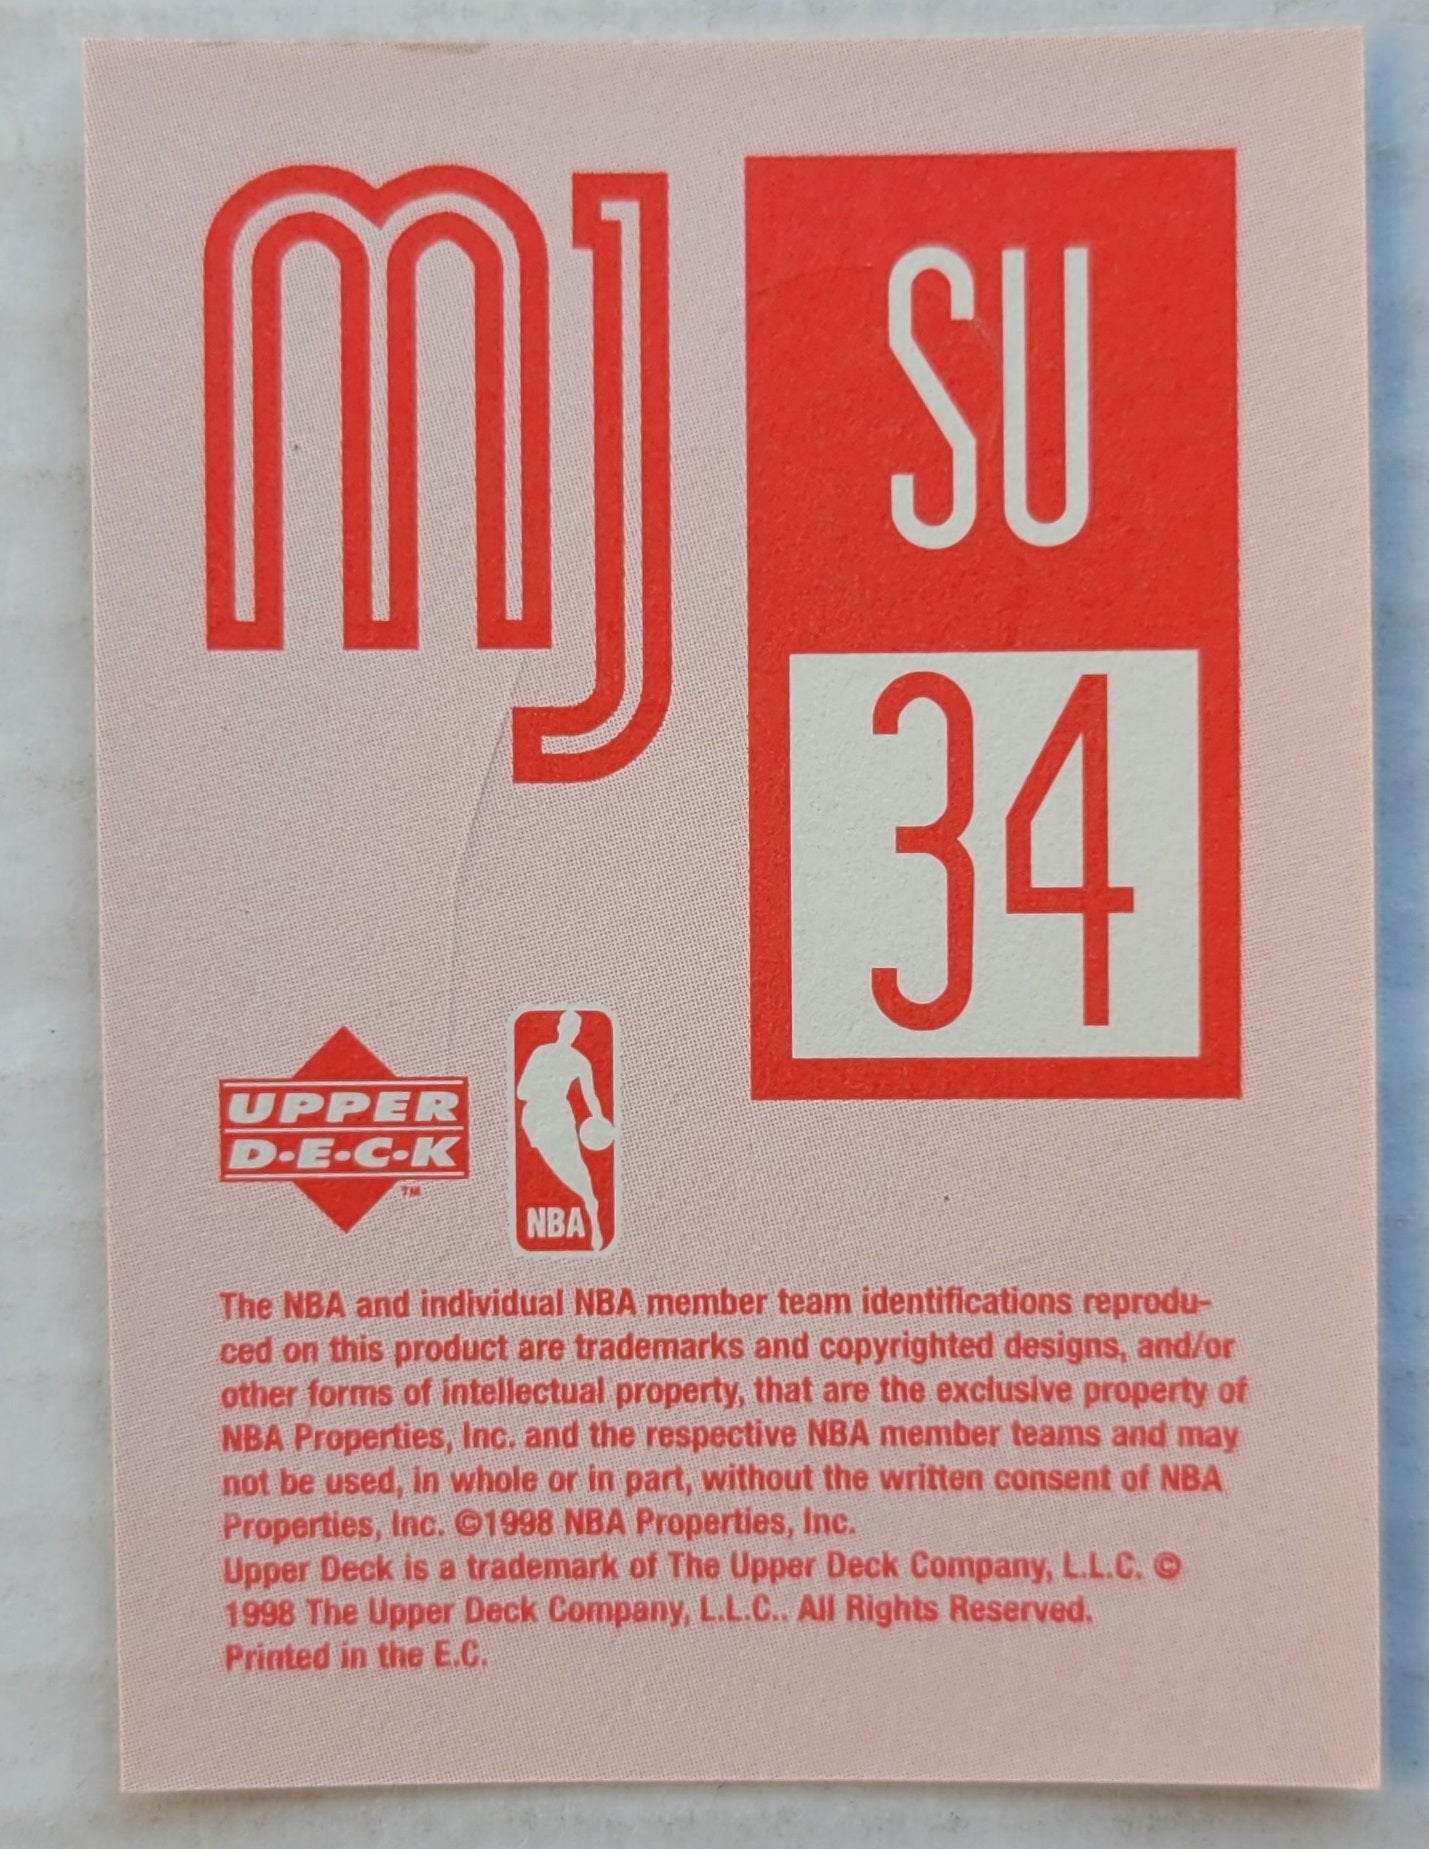 mJ
SU
34
UPPER
D·E·C·K
™
NBA
The NBA and individual NBA member team identifications reprodu-
ced on this product are trademarks and copyrighted designs, and/or
other forms of intellectual property, that are the exclusive property of
NBA Properties, Inc. and the respective NBA member teams and may
not be used, in whole or in part, without the written consent of NBA
Properties, Inc. ©1998 NBA Properties, Inc.
Upper Deck is a trademark of The Upper Deck Company, L.L.C. ©
1998 The Upper Deck Company, L.L.C.. All Rights Reserved.
Printed in the E.C.